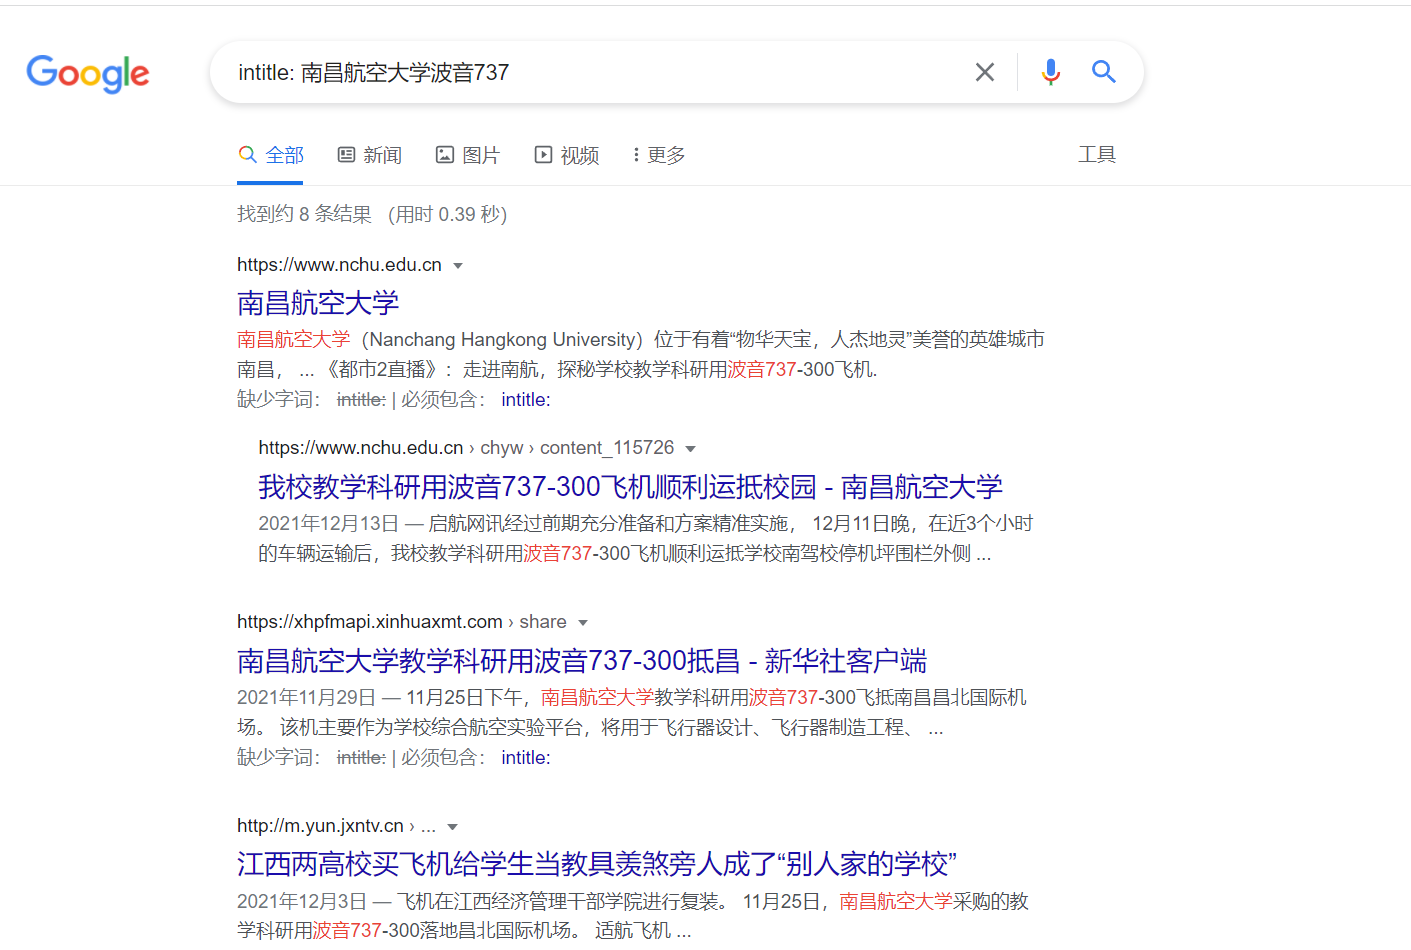 Google
intitle: 南昌航空大学波音737
全部 新闻 图片 视频 更多 工具
找到约 8 条结果 (用时 0.39 秒)
https://www.nchu.edu.cn
南昌航空大学
南昌航空大学（Nanchang Hangkong University）位于有着“物华天宝，人杰地灵”美誉的英雄城市
南昌， ... 《都市2直播》：走进南航，探秘学校教学科研用波音737-300飞机.
缺少字词： intitle: | 必须包含： intitle:
https://www.nchu.edu.cn › chyw › content_115726
我校教学科研用波音737-300飞机顺利运抵校园 - 南昌航空大学
2021年12月13日 — 启航网讯经过前期充分准备和方案精准实施， 12月11日晚，在近3个小时
的车辆运输后，我校教学科研用波音737-300飞机顺利运抵学校南驾校停机坪围栏外侧 ...
https://xhpfmapi.xinhuaxmt.com › share
南昌航空大学教学科研用波音737-300抵昌 - 新华社客户端
2021年11月29日 — 11月25日下午，南昌航空大学教学科研用波音737-300飞抵南昌昌北国际机
场。 该机主要作为学校综合航空实验平台，将用于飞行器设计、飞行器制造工程、 ...
缺少字词： intitle: | 必须包含： intitle:
http://m.yun.jxntv.cn › ...
江西两高校买飞机给学生当教具羡煞旁人成了“别人家的学校”
2021年12月3日 — 飞机在江西经济管理干部学院进行复装。 11月25日，南昌航空大学采购的教
学科研用波音737-300落地昌北国际机场。 适航飞机 ...